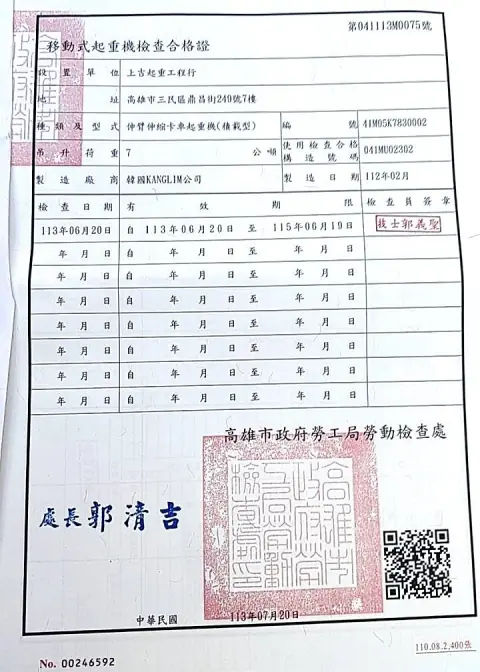 第041113M0075號
移動式起重機檢查合格證
設置單位 上吉起重工程行
地址 高雄市三民區鼎昌街249號7樓
種類及型式 伸臂伸縮卡車起重機(積載型) 編號 41M05K7830002
吊升荷重 7 公噸 使用檢查合格構造號碼 041MU02302
製造廠商 韓國KANGLIM公司 製造日期 112年02月
檢查日期 有效期限 檢查員簽章
113年06月20日 自 113年06月20日 至 115年06月19日 技士郭義聖
年月日 自 年月日至 年月日
年月日 自 年月日至 年月日
年月日 自 年月日至 年月日
年月日 自 年月日至 年月日
年月日 自 年月日至 年月日
年月日 自 年月日至 年月日
年月日 自 年月日至 年月日
高雄市政府勞工局勞動檢查處
處長 郭清吉
中華民國 113年07月20日
110.08.2,400張
No. 00246592